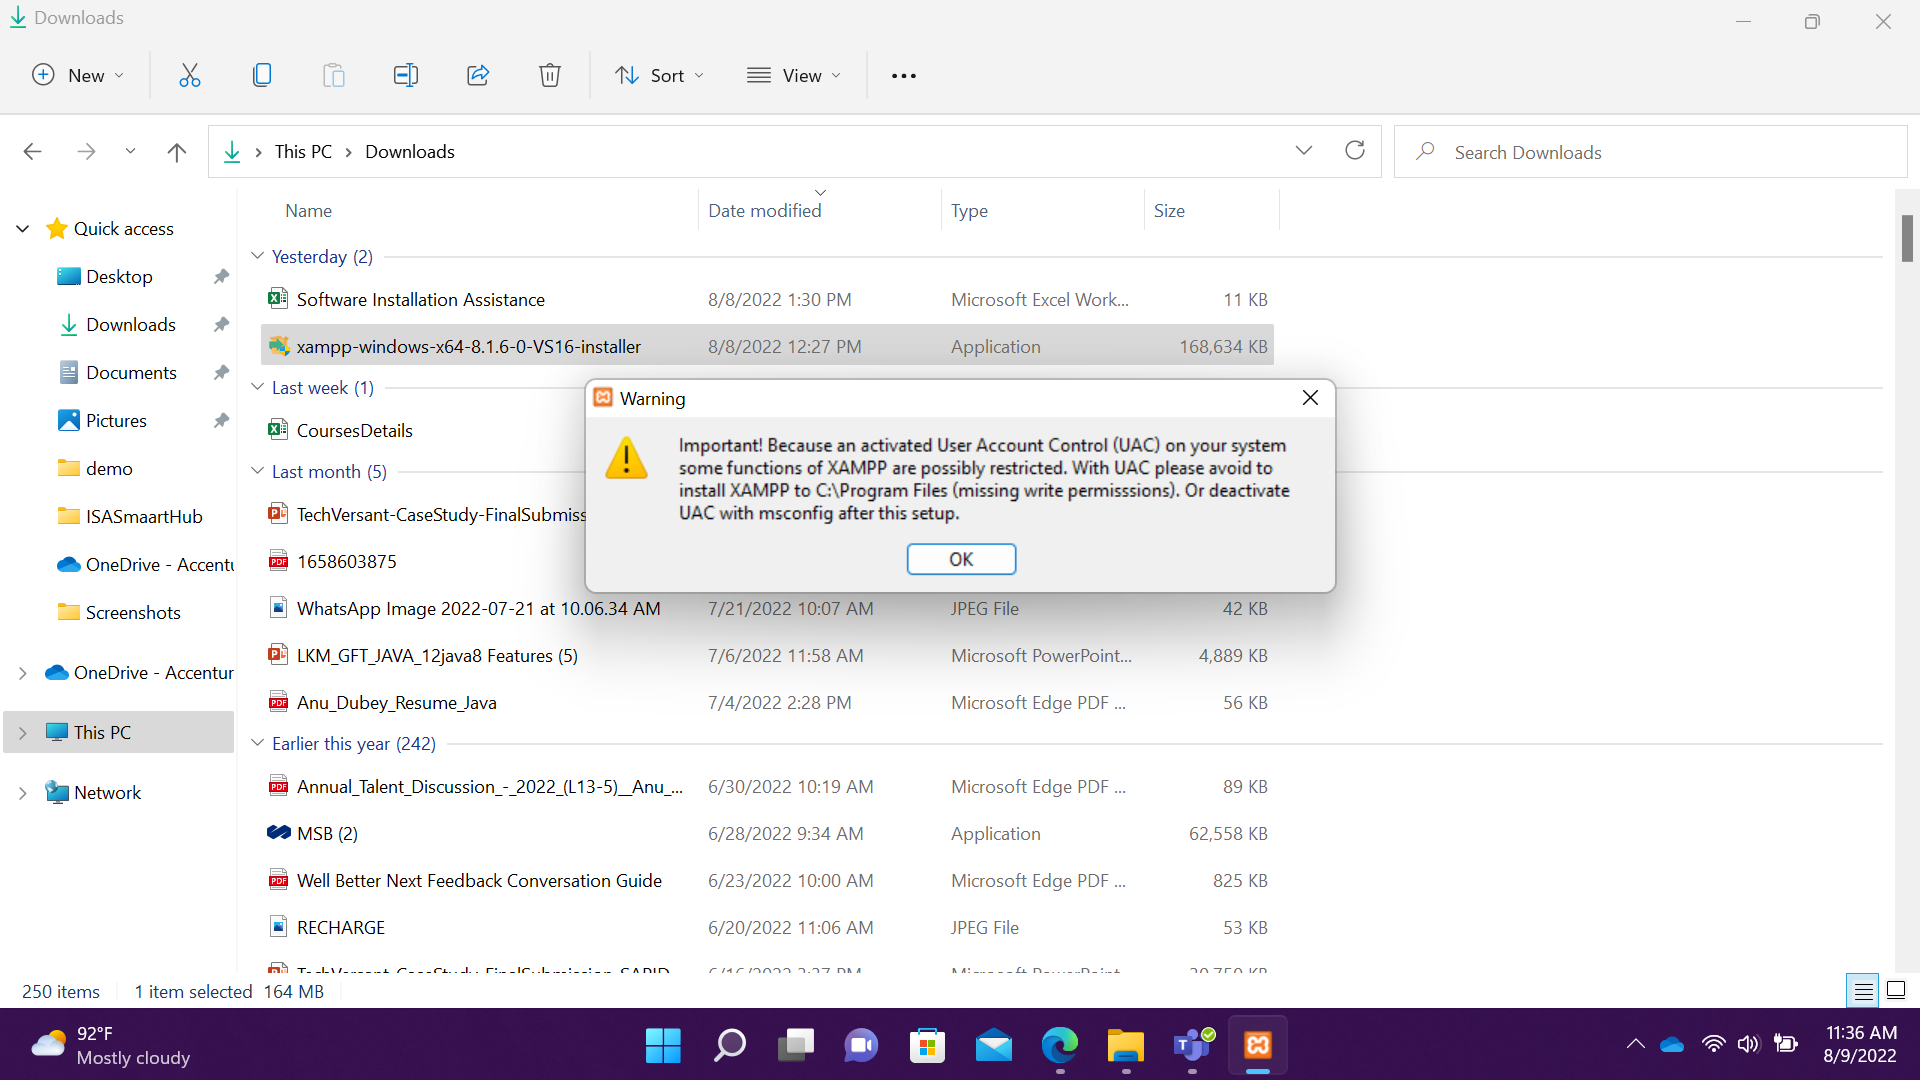 Downloads
New
Sort
View
This PC > Downloads
Search Downloads
Name Date modified Type Size
Quick access
Desktop
Downloads
Documents
Pictures
demo
ISASmaartHub
OneDrive - Accentu
Screenshots
OneDrive - Accentur
This PC
Network
Yesterday (2)
Software Installation Assistance 8/8/2022 1:30 PM Microsoft Excel Work... 11 KB
xampp-windows-x64-8.1.6-0-VS16-installer 8/8/2022 12:27 PM Application 168,634 KB
Last week (1)
CoursesDetails
Last month (5)
TechVersant-CaseStudy-FinalSubmiss
1658603875
WhatsApp Image 2022-07-21 at 10.06.34 AM 7/21/2022 10:07 AM JPEG File 42 KB
LKM_GFT_JAVA_12java8 Features (5) 7/6/2022 11:58 AM Microsoft PowerPoint... 4,889 KB
Anu_Dubey_Resume_Java 7/4/2022 2:28 PM Microsoft Edge PDF ... 56 KB
Earlier this year (242)
Annual_Talent_Discussion_-_2022_(L13-5)__Anu_... 6/30/2022 10:19 AM Microsoft Edge PDF ... 89 KB
MSB (2) 6/28/2022 9:34 AM Application 62,558 KB
Well Better Next Feedback Conversation Guide 6/23/2022 10:00 AM Microsoft Edge PDF ... 825 KB
RECHARGE 6/20/2022 11:06 AM JPEG File 53 KB
Warning
Important! Because an activated User Account Control (UAC) on your system
some functions of XAMPP are possibly restricted. With UAC please avoid to
install XAMPP to C:\Program Files (missing write permisssions). Or deactivate
UAC with msconfig after this setup.
OK
250 items 1 item selected 164 MB
92°F
Mostly cloudy
11:36 AM
8/9/2022